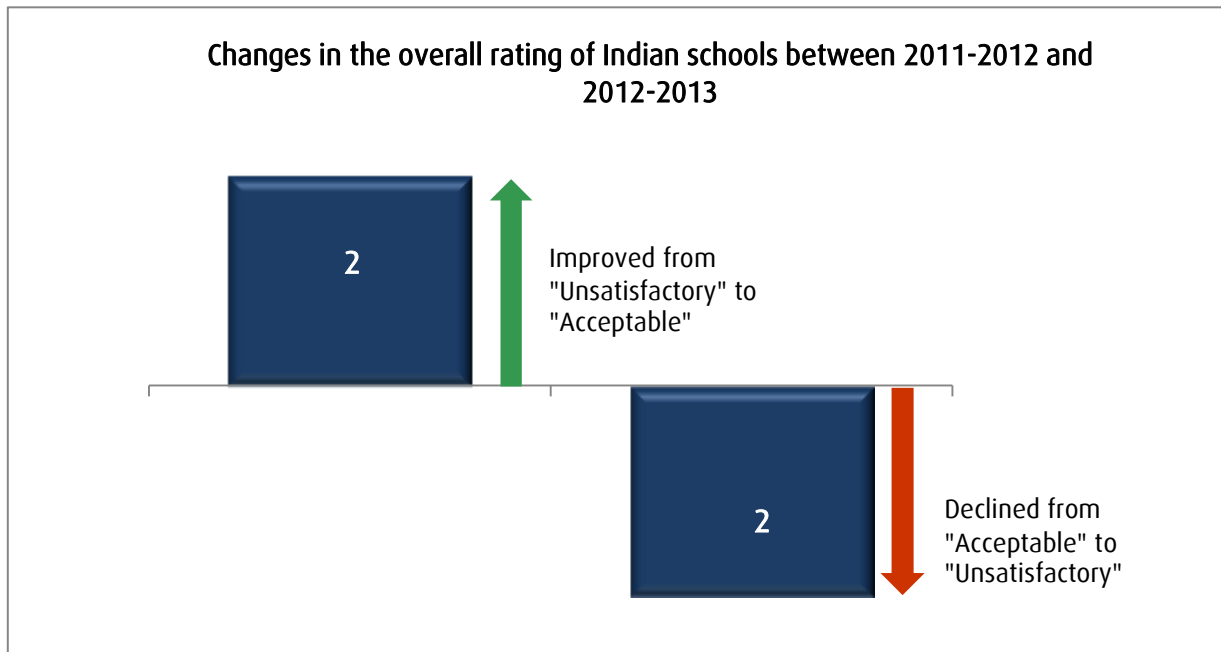 Changes in the overall rating of Indian schools between 2011-2012 and
2012-2013
2
Improved from
"Unsatisfactory" to
"Acceptable"
2
Declined from
"Acceptable" to
"Unsatisfactory"